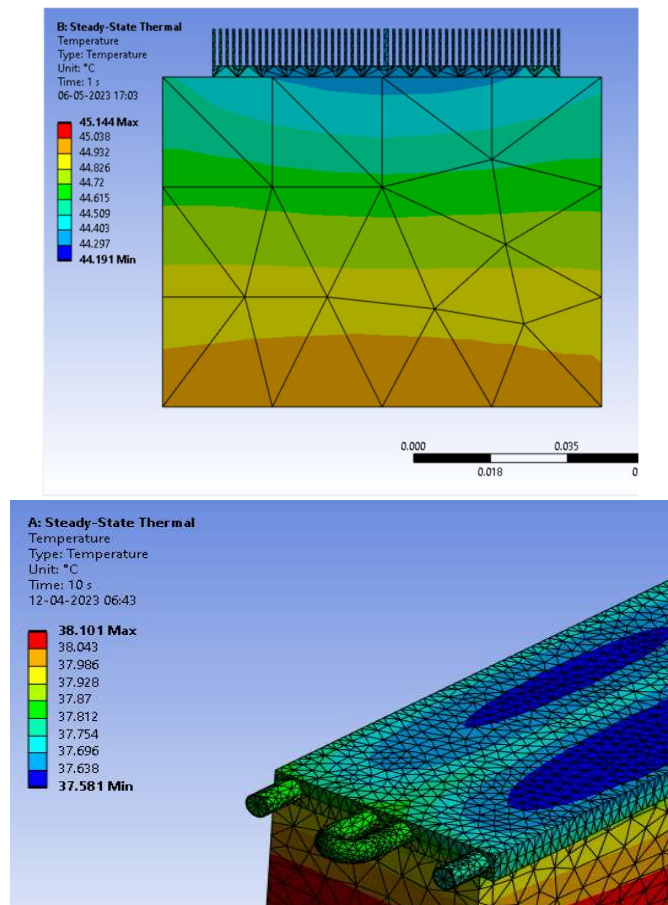 B: Steady-State Thermal
Temperature
Type: Temperature
Unit: °C
Time: 1 s
06-05-2023 17:03
45.144 Max
45.038
44.932
44.826
44.72
44.615
44.509
44.403
44.297
44.191 Min
0.000 0.035
0.018 0.
A: Steady-State Thermal
Temperature
Type: Temperature
Unit: °C
Time: 10 s
12-04-2023 06:43
38.101 Max
38.043
37.986
37.928
37.87
37.812
37.754
37.696
37.638
37.581 Min